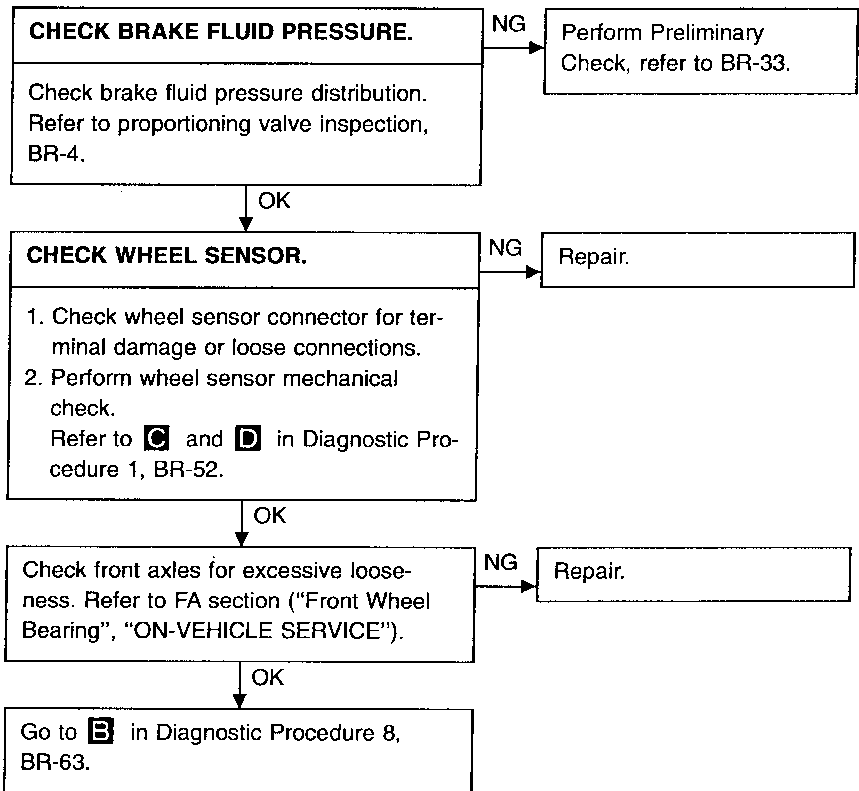 CHECK BRAKE FLUID PRESSURE.
NG
Perform Preliminary
Check, refer to BR-33.
Check brake fluid pressure distribution.
Refer to proportioning valve inspection,
BR-4.
OK
CHECK WHEEL SENSOR.
NG
Repair.
1. Check wheel sensor connector for ter-
minal damage or loose connections.
2. Perform wheel sensor mechanical
check.
Refer to C and D in Diagnostic Pro-
cedure 1, BR-52.
OK
Check front axles for excessive loose-
ness. Refer to FA section (“Front Wheel
Bearing”, “ON-VEHICLE SERVICE”).
NG
Repair.
OK
Go to B in Diagnostic Procedure 8,
BR-63.